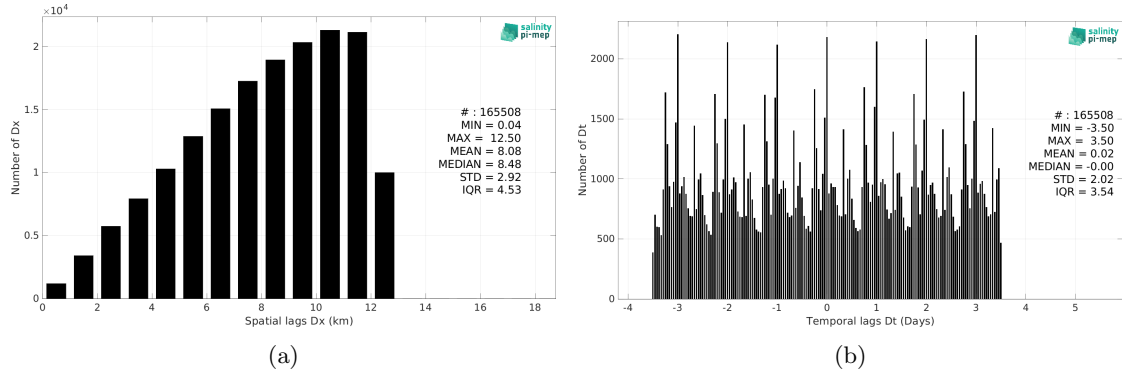 ×10⁴
2
1.5
1
0.5
0
Number of Dx
0 2 4 6 8 10 12 14 16 18
Spatial lags Dx (km)
salinity
pi-mep
# : 165508
MIN = 0.04
MAX = 12.50
MEAN = 8.08
MEDIAN = 8.48
STD = 2.92
IQR = 4.53
(a)
2000
1500
1000
500
0
Number of Dt
-4 -3 -2 -1 0 1 2 3 4 5
Temporal lags Dt (Days)
salinity
pi-mep
# : 165508
MIN = -3.50
MAX = 3.50
MEAN = 0.02
MEDIAN = -0.00
STD = 2.02
IQR = 3.54
(b)